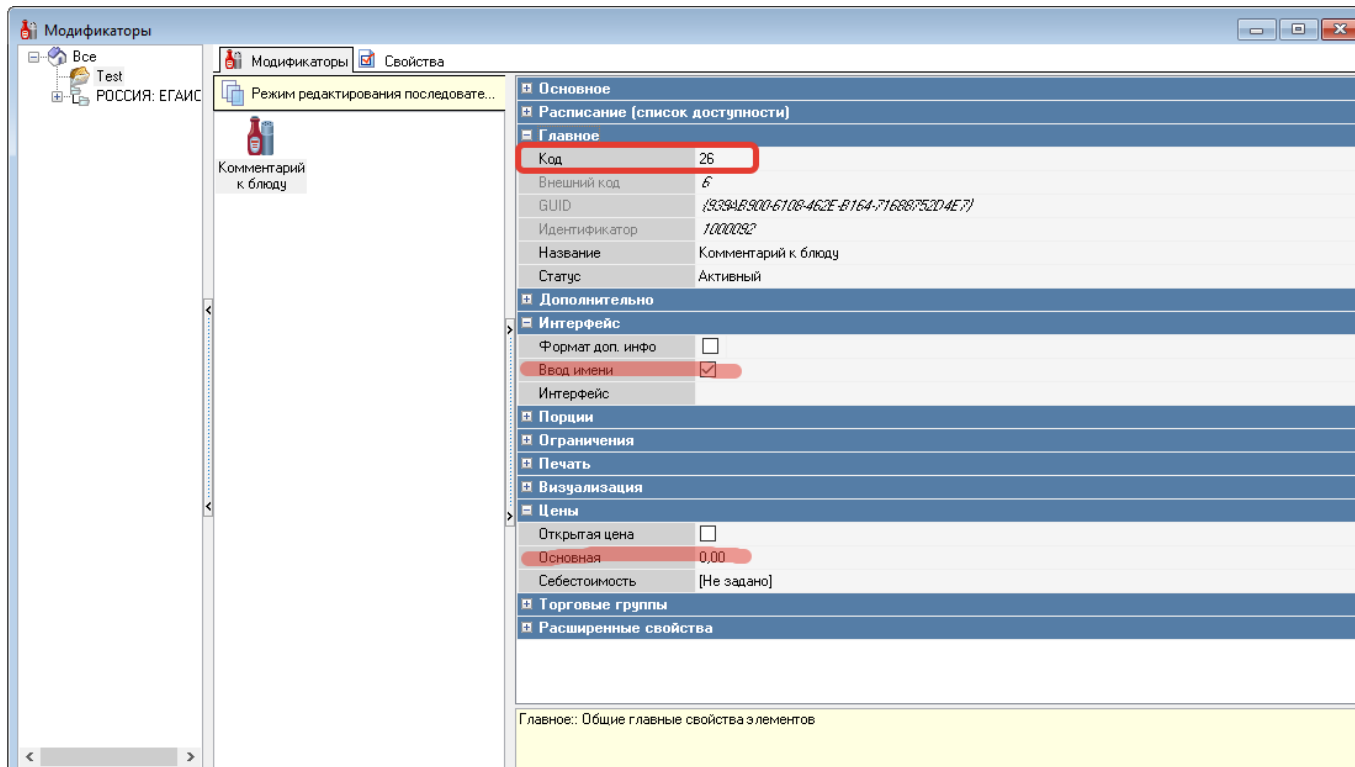 Модификаторы
Все
Test
РОССИЯ: ЕГАИС
Модификаторы
Свойства
Режим редактирования последовате...
Комментарий
к блюду
Основное
Расписание (список доступности)
Главное
Код 26
Внешний код 6
GUID {939AB900-6108-462E-B164-71688752D4E7}
Идентификатор 1000092
Название Комментарий к блюду
Статус Активный
Дополнительно
Интерфейс
Формат доп. инфо
Ввод имени
Интерфейс
Порции
Ограничения
Печать
Визуализация
Цены
Открытая цена
Основная 0,00
Себестоимость [Не задано]
Торговые группы
Расширенные свойства
Главное:: Общие главные свойства элементов